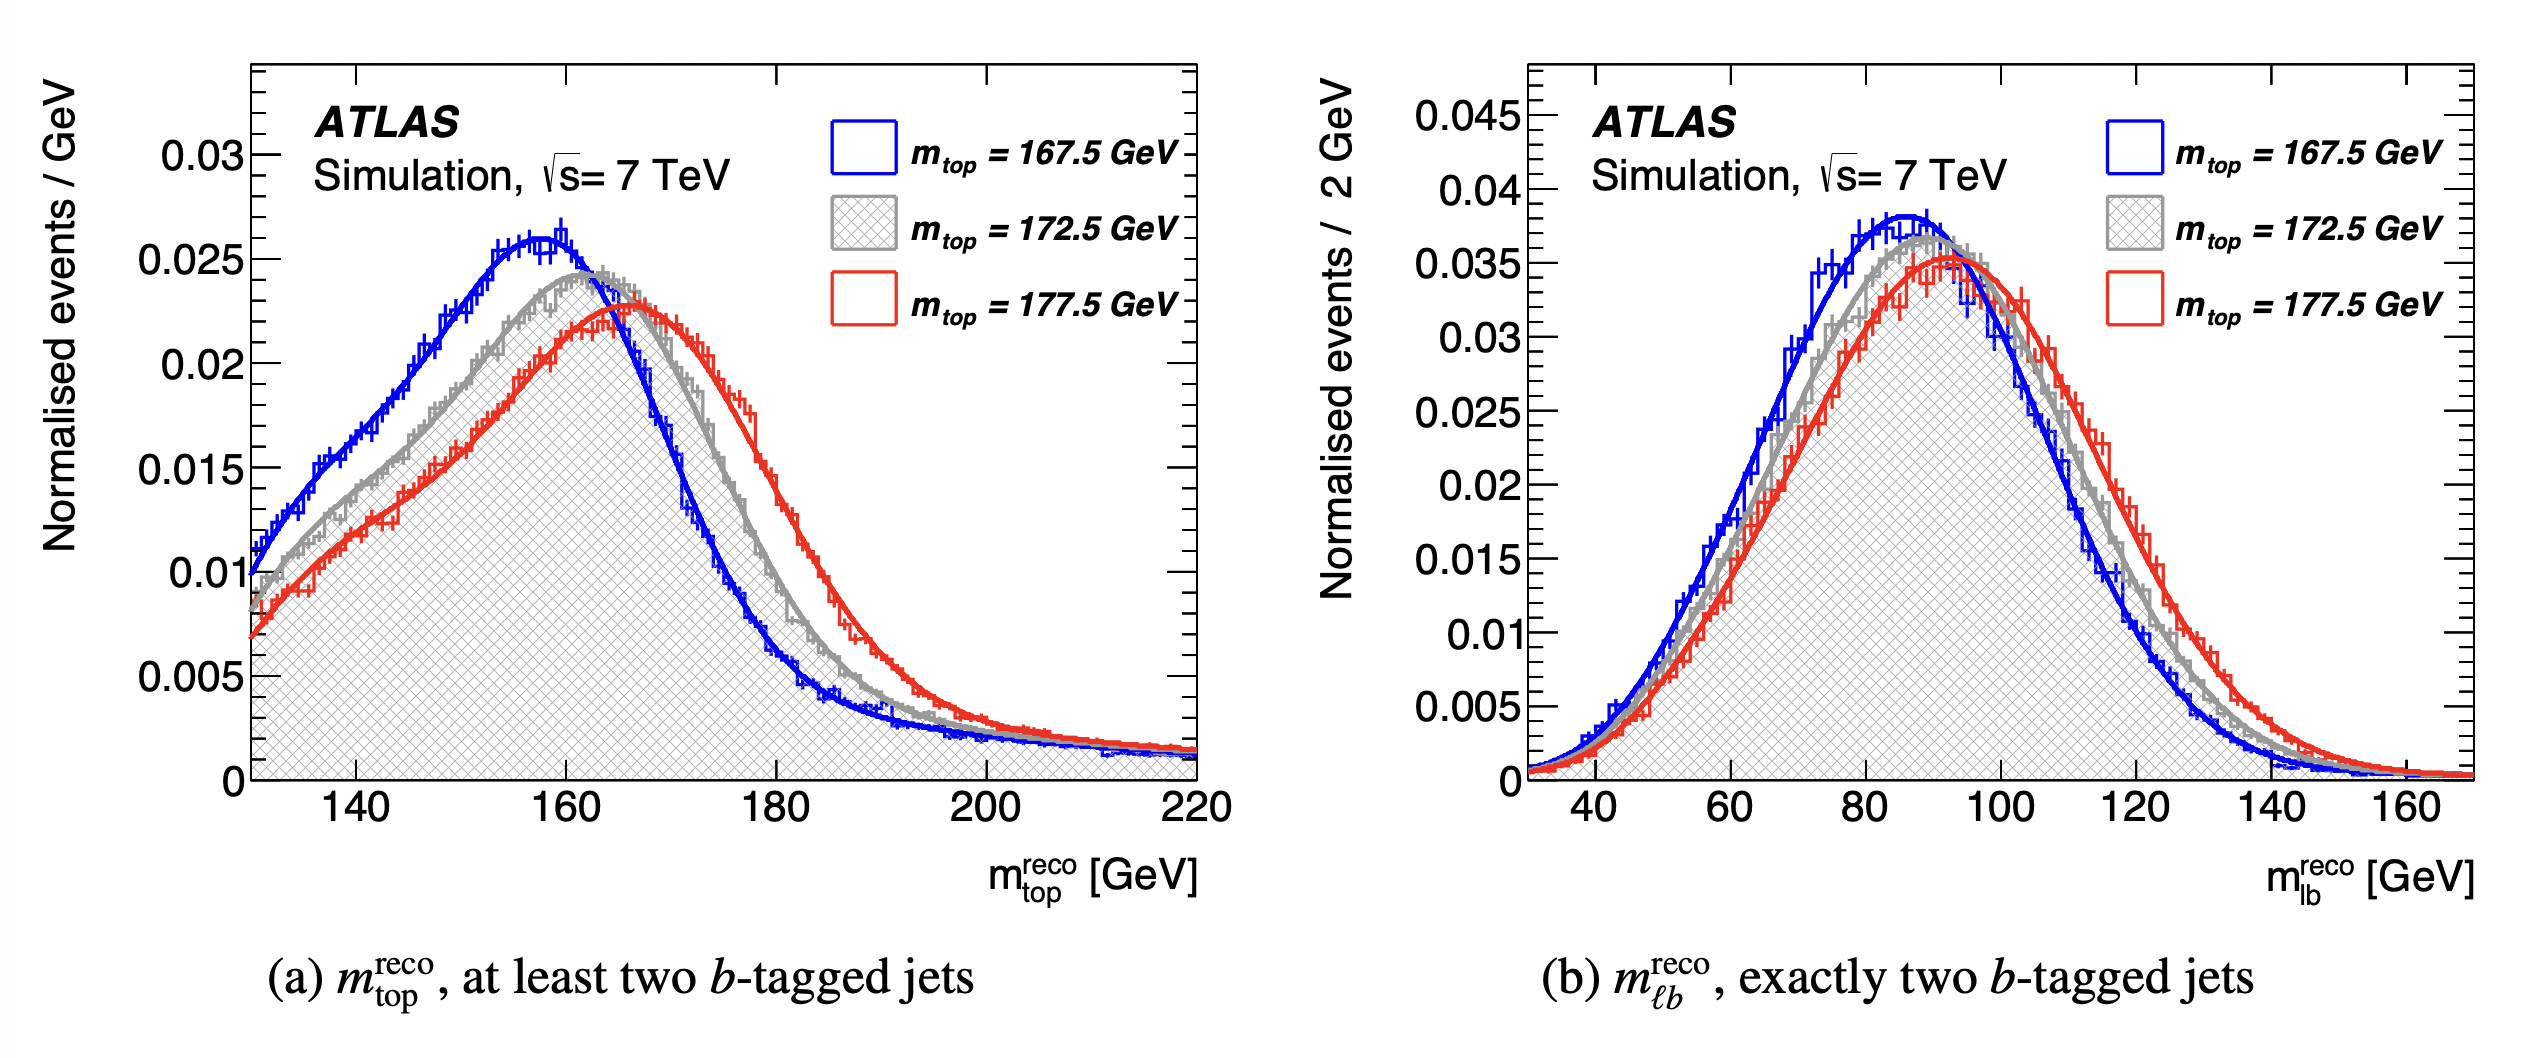 Normalised events / GeV
ATLAS
Simulation, √s= 7 TeV
m_top = 167.5 GeV
m_top = 172.5 GeV
m_top = 177.5 GeV
0.03
0.025
0.02
0.015
0.01
0.005
0
140 160 180 200 220
m_top^reco [GeV]
(a) m_top^reco, at least two b-tagged jets
Normalised events / 2 GeV
ATLAS
Simulation, √s= 7 TeV
m_top = 167.5 GeV
m_top = 172.5 GeV
m_top = 177.5 GeV
0.045
0.04
0.035
0.03
0.025
0.02
0.015
0.01
0.005
0
40 60 80 100 120 140 160
m_lb^reco [GeV]
(b) m_ℓb^reco, exactly two b-tagged jets